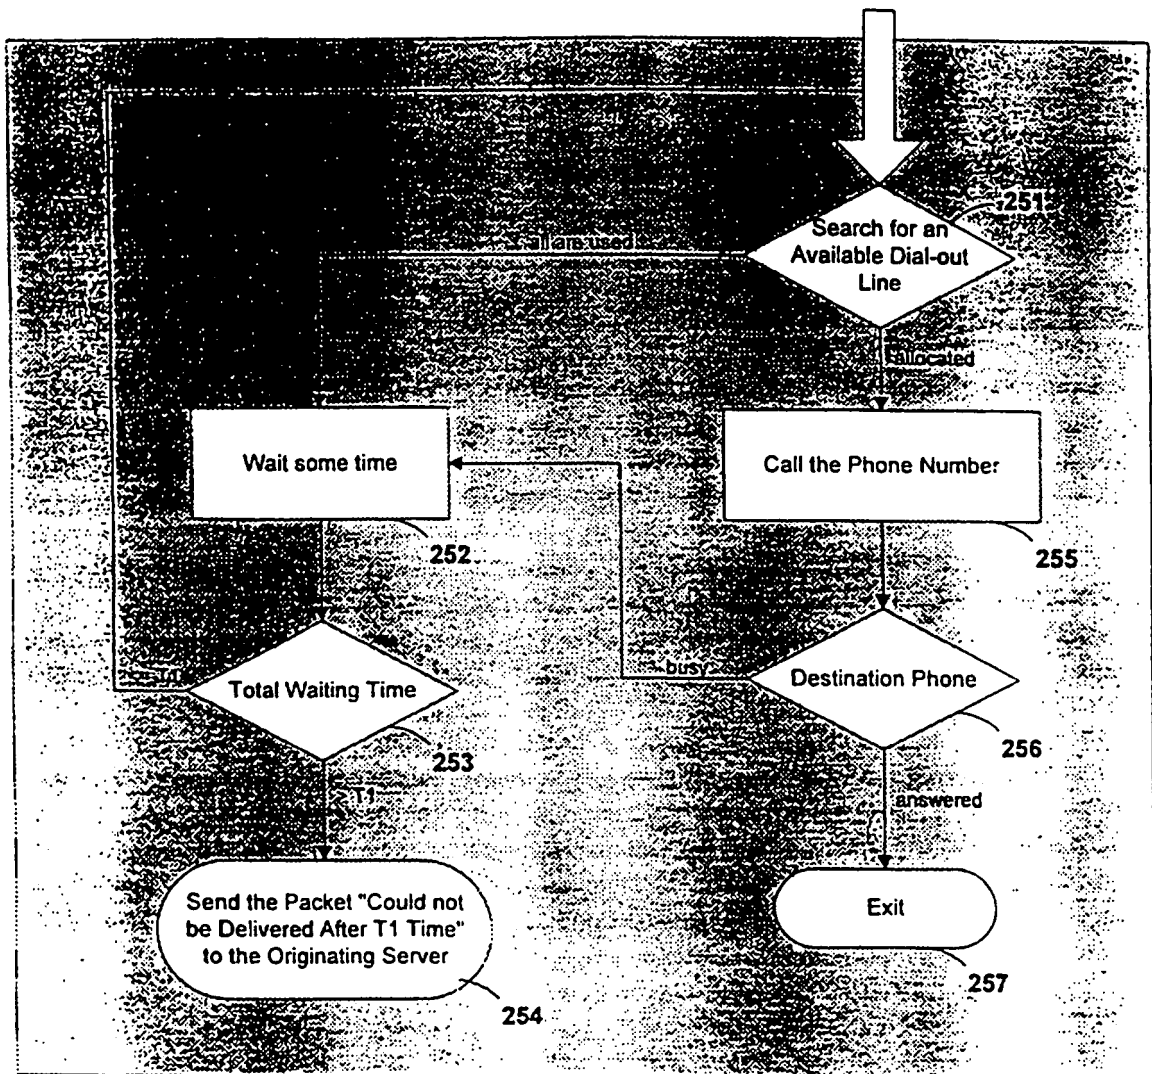 251
Search for an
Available Dial-out
Line
all are used
allocated
Wait some time
252
Call the Phone Number
255
Total Waiting Time
253
busy
Destination Phone
256
T1
answered
Send the Packet "Could not
be Delivered After T1 Time"
to the Originating Server
254
Exit
257